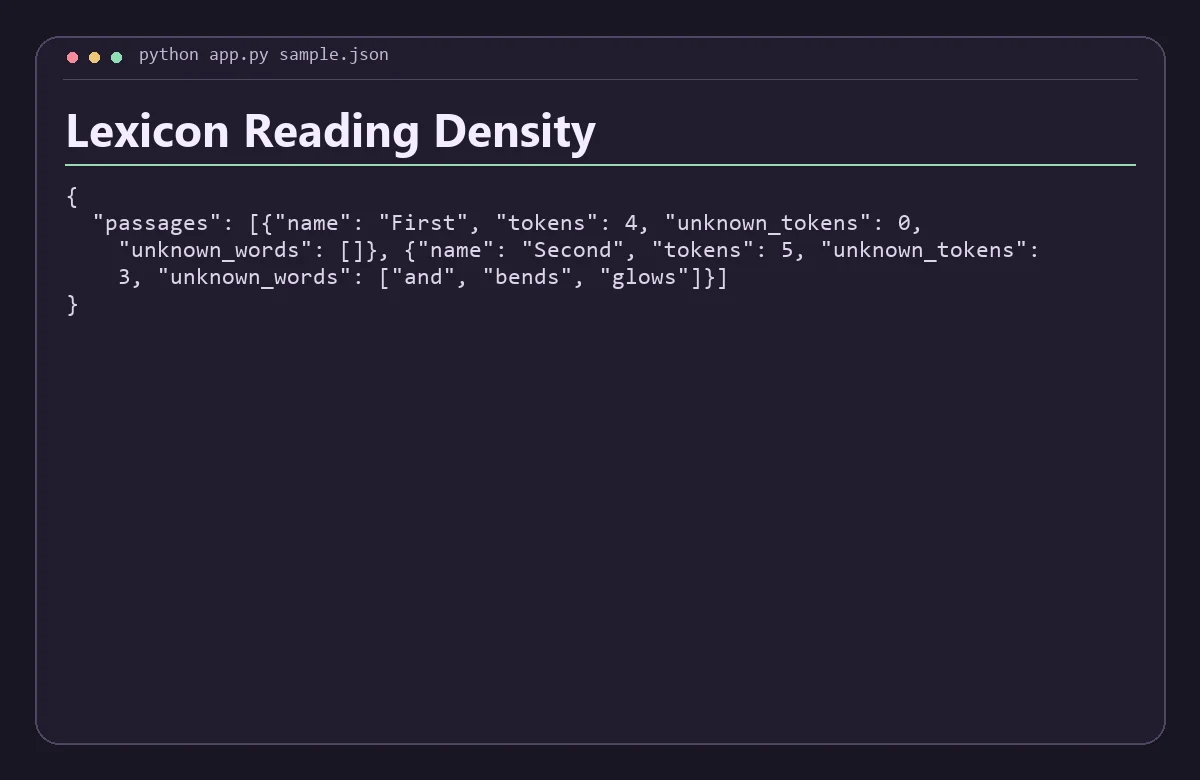 python app.py sample.json
Lexicon Reading Density
{
"passages": [{"name": "First", "tokens": 4, "unknown_tokens": 0,
"unknown_words": []}, {"name": "Second", "tokens": 5, "unknown_tokens":
3, "unknown_words": ["and", "bends", "glows"]}]
}